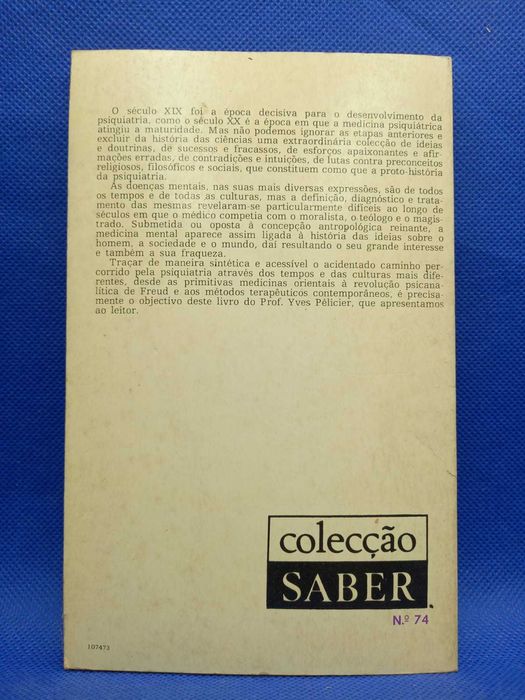 O século XIX foi a época decisiva para o desenvolvimento da
psiquiatria, como o século XX é a época em que a medicina psiquiátrica
atingiu a maturidade. Mas não podemos ignorar as etapas anteriores e
excluir da história das ciências uma extraordinária colecção de ideias
e doutrinas, de sucessos e fracassos, de esforços apaixonantes e afir-
mações erradas, de contradições e intuições, de lutas contra preconceitos
religiosos, filosóficos e sociais, que constituem como que a proto-história
da psiquiatria.
As doenças mentais, nas suas mais diversas expressões, são de todos
os tempos e de todas as culturas, mas a definição, diagnóstico e trata-
mento das mesmas revelaram-se particularmente difíceis ao longo de
séculos em que o médico competia com o moralista, o teólogo e o magis-
trado. Submetida ou oposta à concepção antropológica reinante, a
medicina mental aparece assim ligada à história das ideias sobre o
homem, a sociedade e o mundo, daí resultando o seu grande interesse
e também a sua fraqueza.
Traçar de maneira sintética e acessível o acidentado caminho per-
corrido pela psiquiatria através dos tempos e das culturas mais dife-
rentes, desde as primitivas medicinas orientais à revolução psicana-
lítica de Freud e aos métodos terapêuticos contemporâneos, é precisa-
mente o objectivo deste livro do Prof. Yves Pélicier, que apresentamos
ao leitor.
colecção
SABER
N.º 74
107473